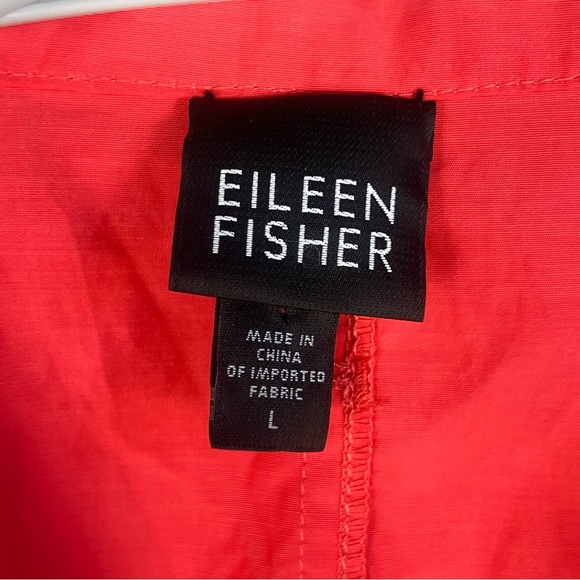 EILEEN
FISHER
MADE IN
CHINA
OF IMPORTED
FABRIC
L